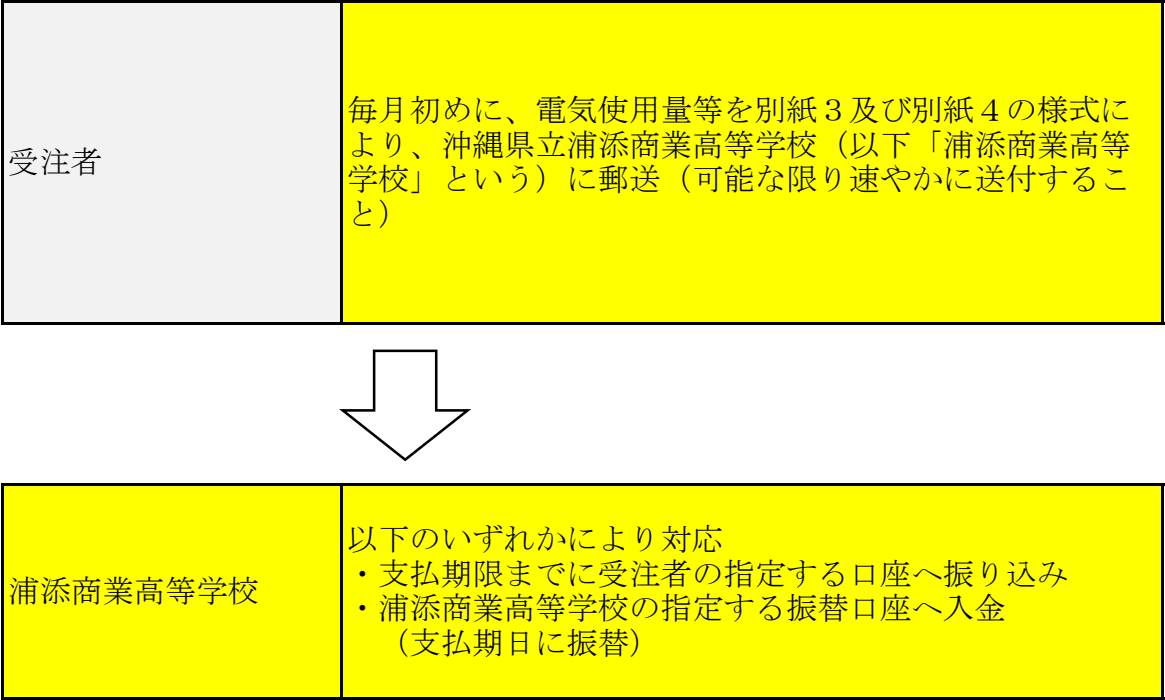 受注者
毎月初めに、電気使用量等を別紙３及び別紙４の様式に
より、沖縄県立浦添商業高等学校（以下「浦添商業高等
学校」という）に郵送（可能な限り速やかに送付するこ
と）
浦添商業高等学校
以下のいずれかにより対応
・支払期限までに受注者の指定する口座へ振り込み
・浦添商業高等学校の指定する振替口座へ入金
（支払期日に振替）